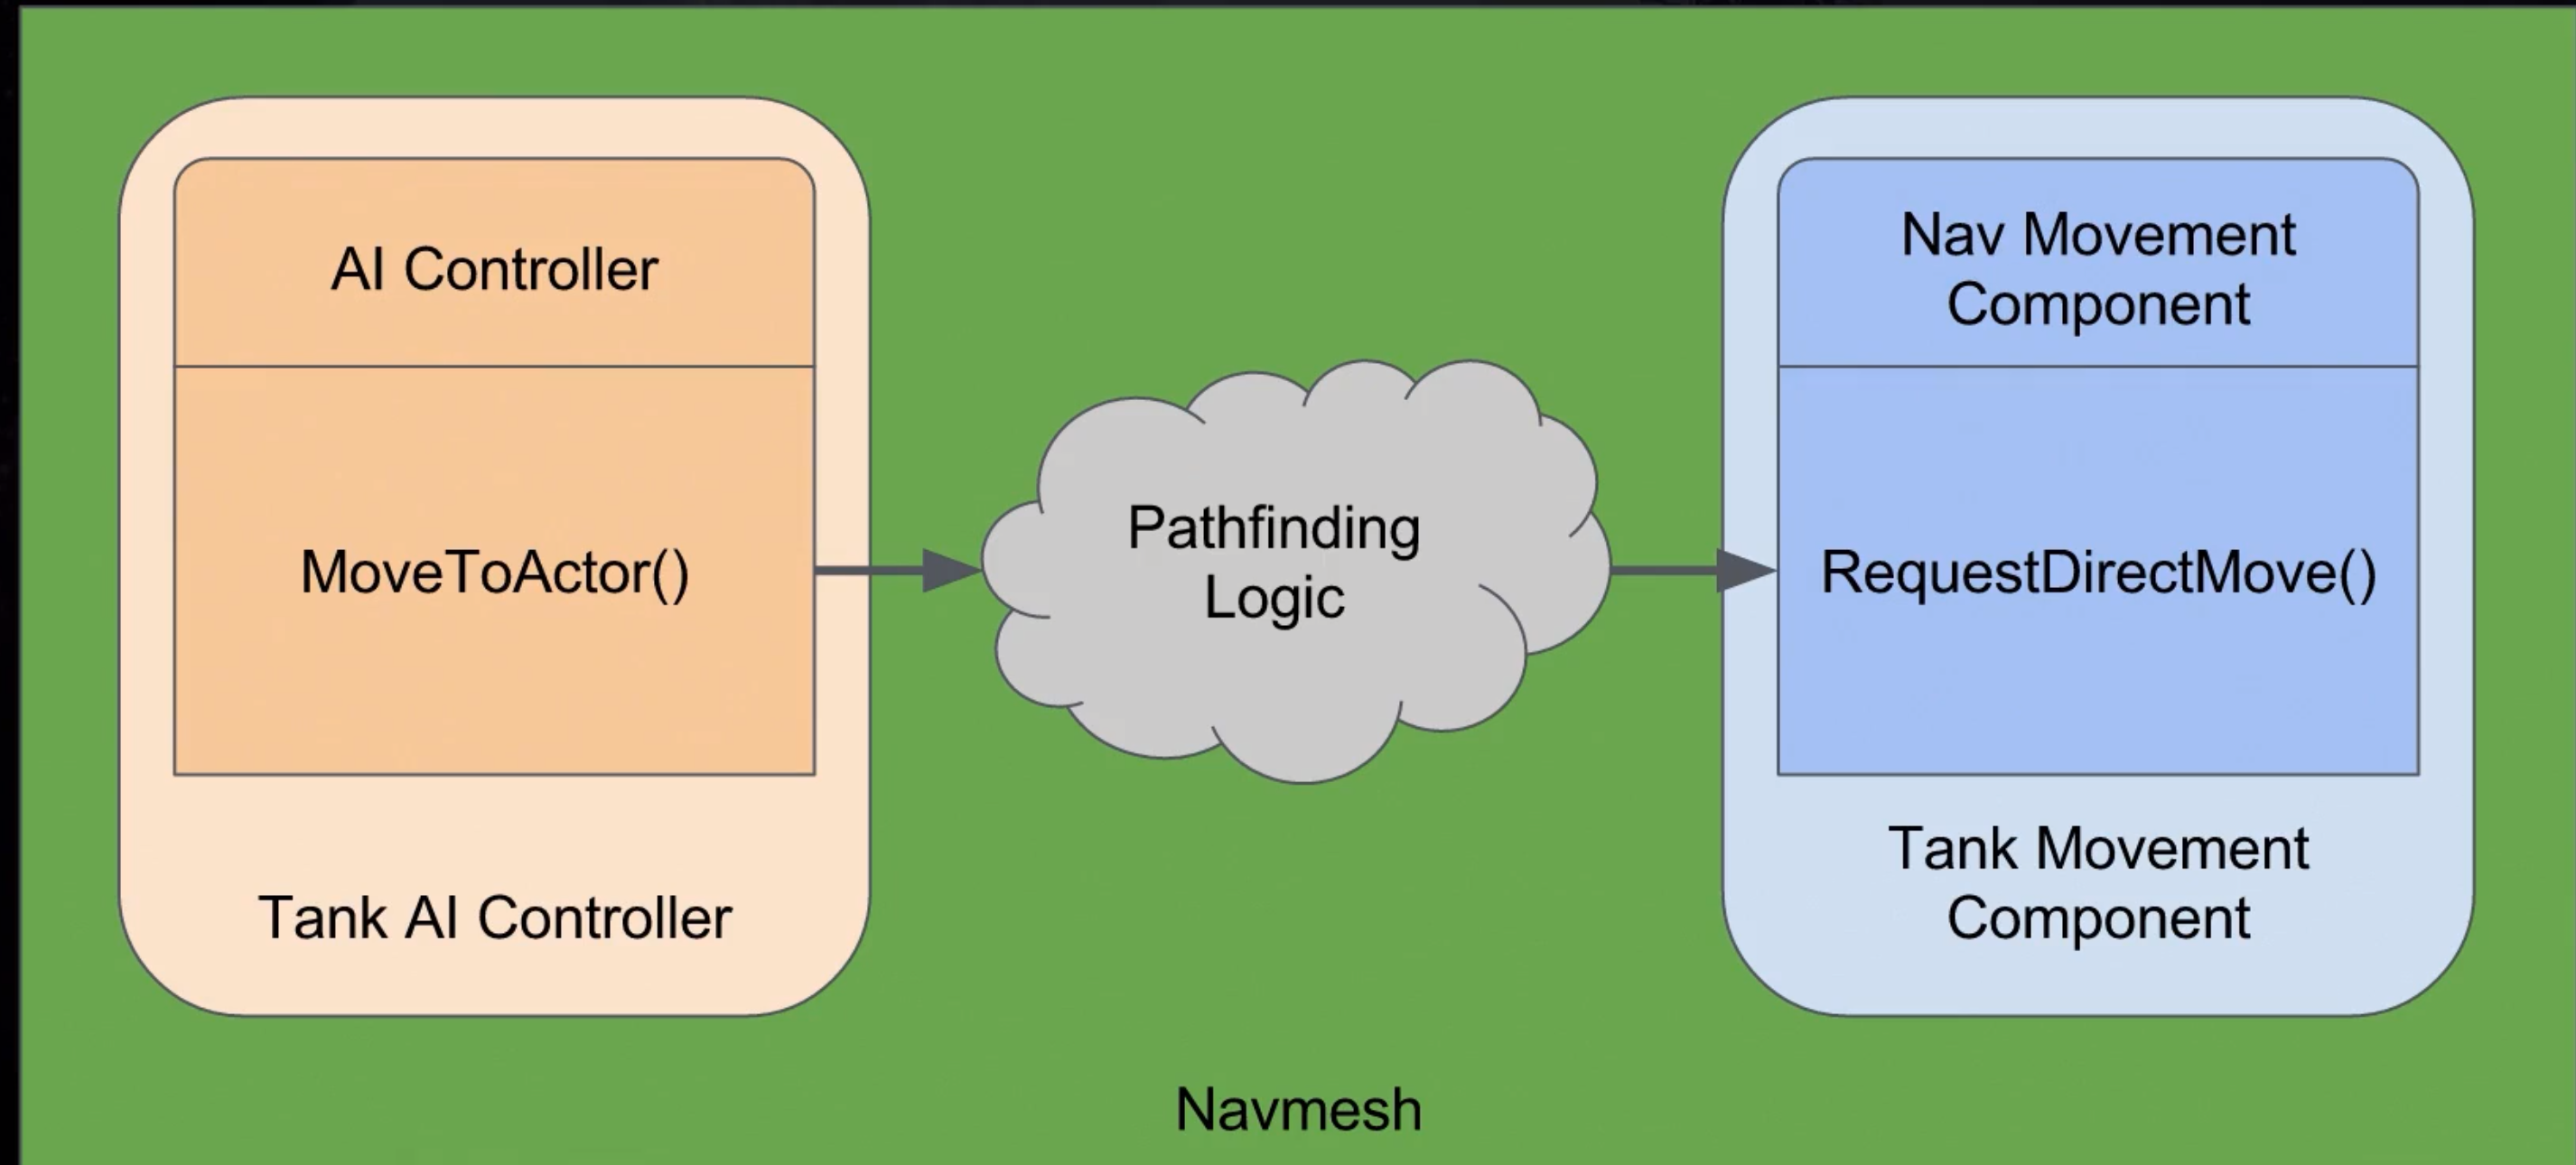 AI Controller
MoveToActor()
Tank AI Controller
Pathfinding
Logic
Nav Movement
Component
RequestDirectMove()
Tank Movement
Component
Navmesh